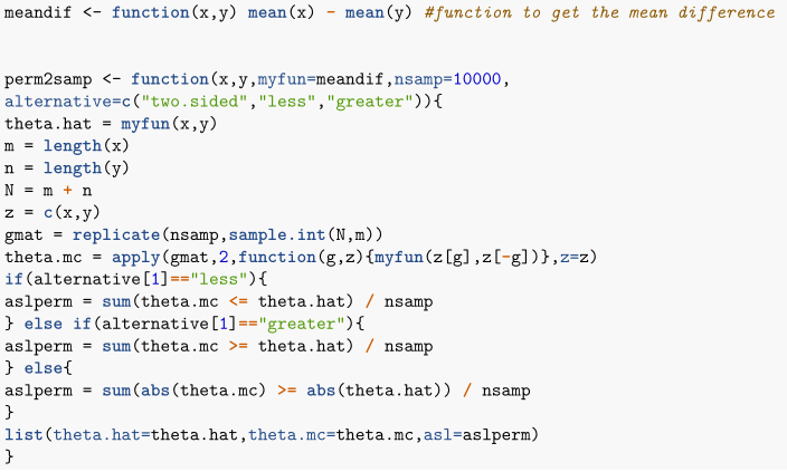 meandif <- function(x,y) mean(x) - mean(y) #function to get the mean difference
perm2samp <- function(x,y,myfun=meandif,nsamp=10000,
alternative=c("two.sided","less","greater")){
theta.hat = myfun(x,y)
m = length(x)
n = length(y)
N = m + n
z = c(x,y)
gmat = replicate(nsamp,sample.int(N,m))
theta.mc = apply(gmat,2,function(g,z){myfun(z[g],z[-g])},z=z)
if(alternative[1]=="less"){
aslperm = sum(theta.mc <= theta.hat) / nsamp
} else if(alternative[1]=="greater"){
aslperm = sum(theta.mc >= theta.hat) / nsamp
} else{
aslperm = sum(abs(theta.mc) >= abs(theta.hat)) / nsamp
}
list(theta.hat=theta.hat,theta.mc=theta.mc,asl=aslperm)
}